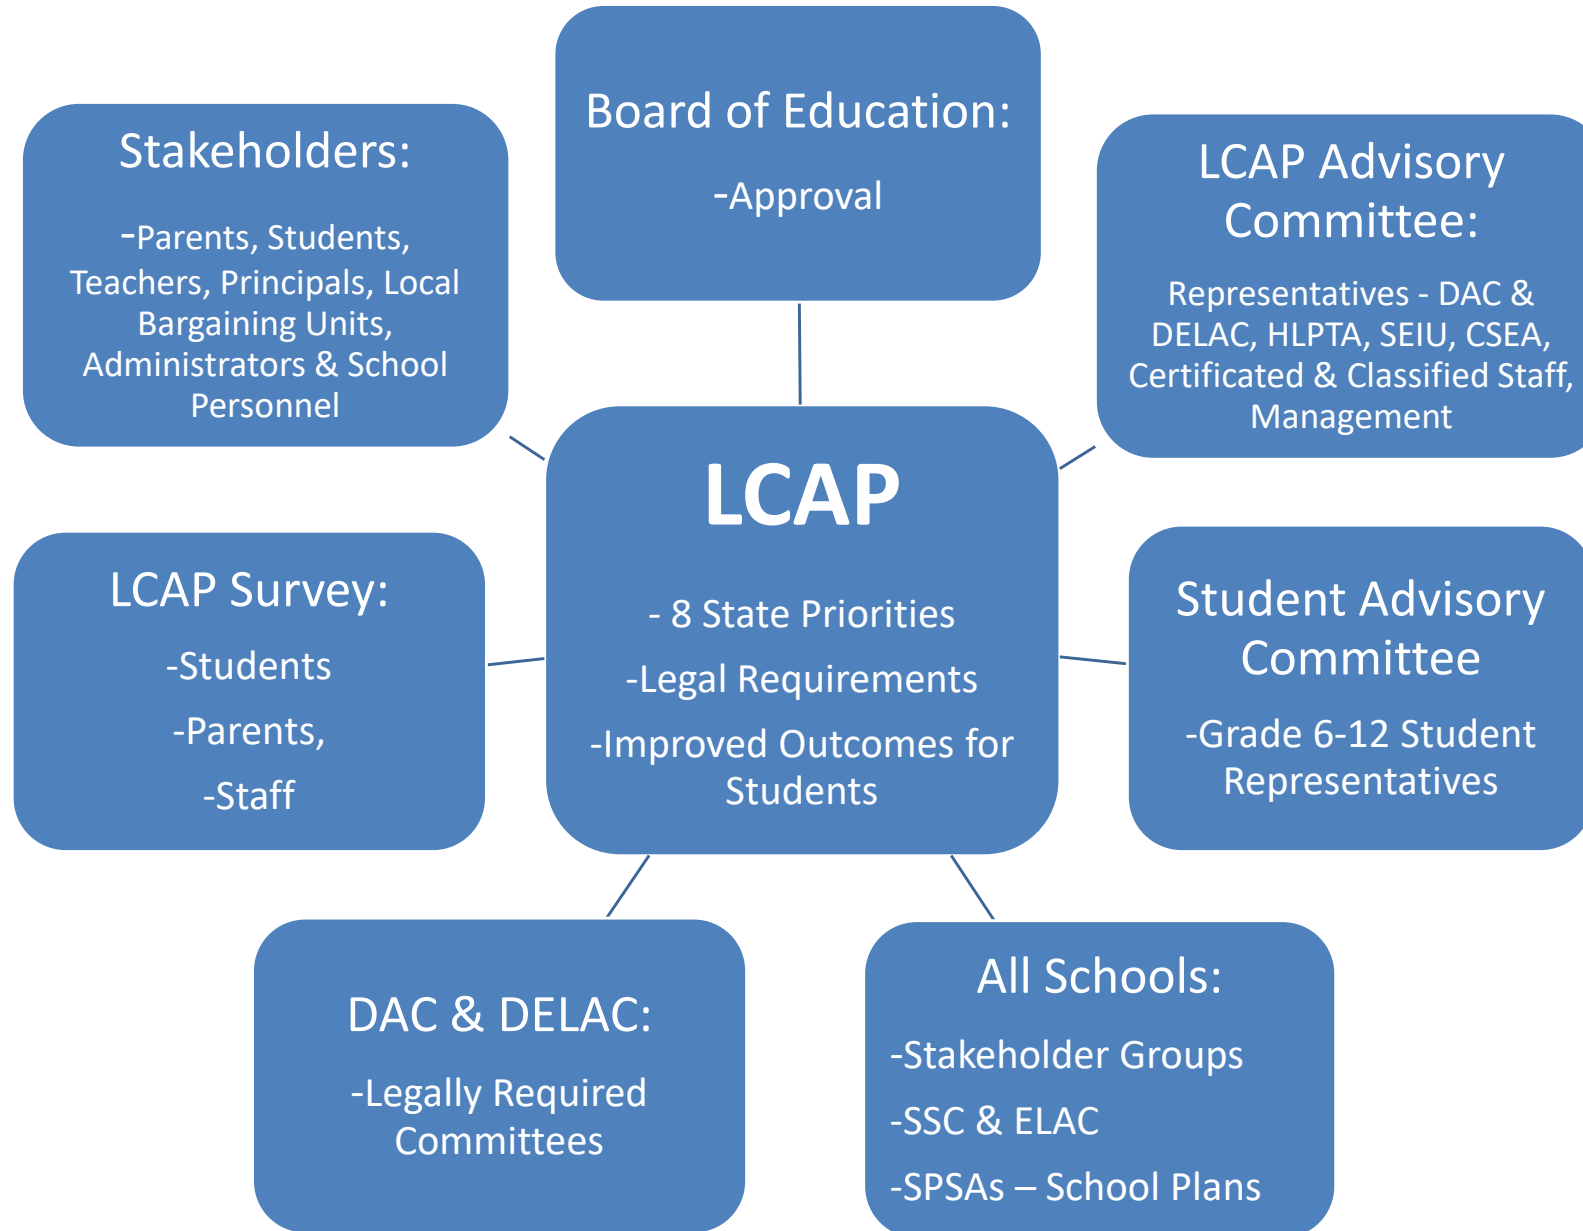 Board of Education:
-Approval
Stakeholders:
-Parents, Students,
Teachers, Principals, Local
Bargaining Units,
Administrators & School
Personnel
LCAP Advisory
Committee:
Representatives - DAC &
DELAC, HLPTA, SEIU, CSEA,
Certificated & Classified Staff,
Management
LCAP
- 8 State Priorities
-Legal Requirements
-Improved Outcomes for
Students
LCAP Survey:
-Students
-Parents,
-Staff
Student Advisory
Committee
-Grade 6-12 Student
Representatives
DAC & DELAC:
-Legally Required
Committees
All Schools:
-Stakeholder Groups
-SSC & ELAC
-SPSAs – School Plans